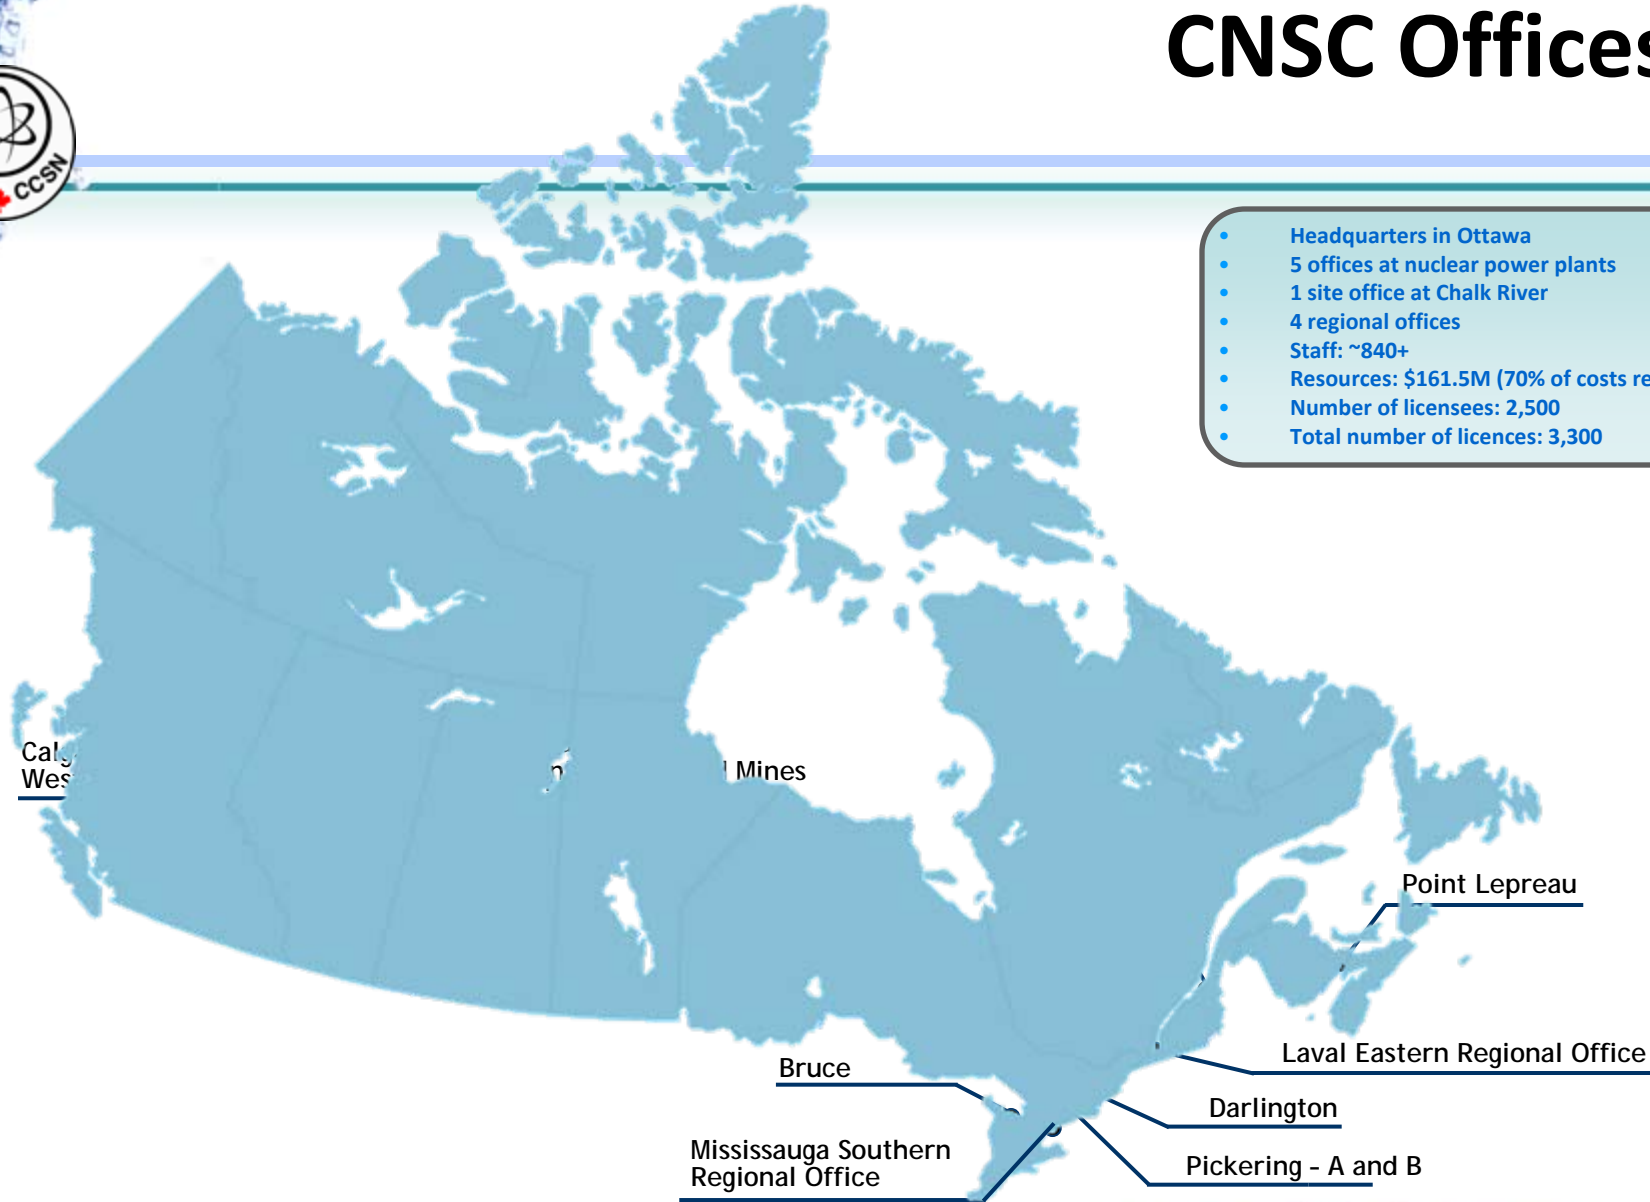 CNSC Offices
CCSN
• Headquarters in Ottawa
• 5 offices at nuclear power plants
• 1 site office at Chalk River
• 4 regional offices
• Staff: ~840+
• Resources: $161.5M (70% of costs
• Number of licensees: 2,500
• Total number of licences: 3,300
Mines
Point Lepreau
Laval Eastern Regional Office
Bruce
Darlington
Mississauga Southern
Regional Office
Pickering - A and B